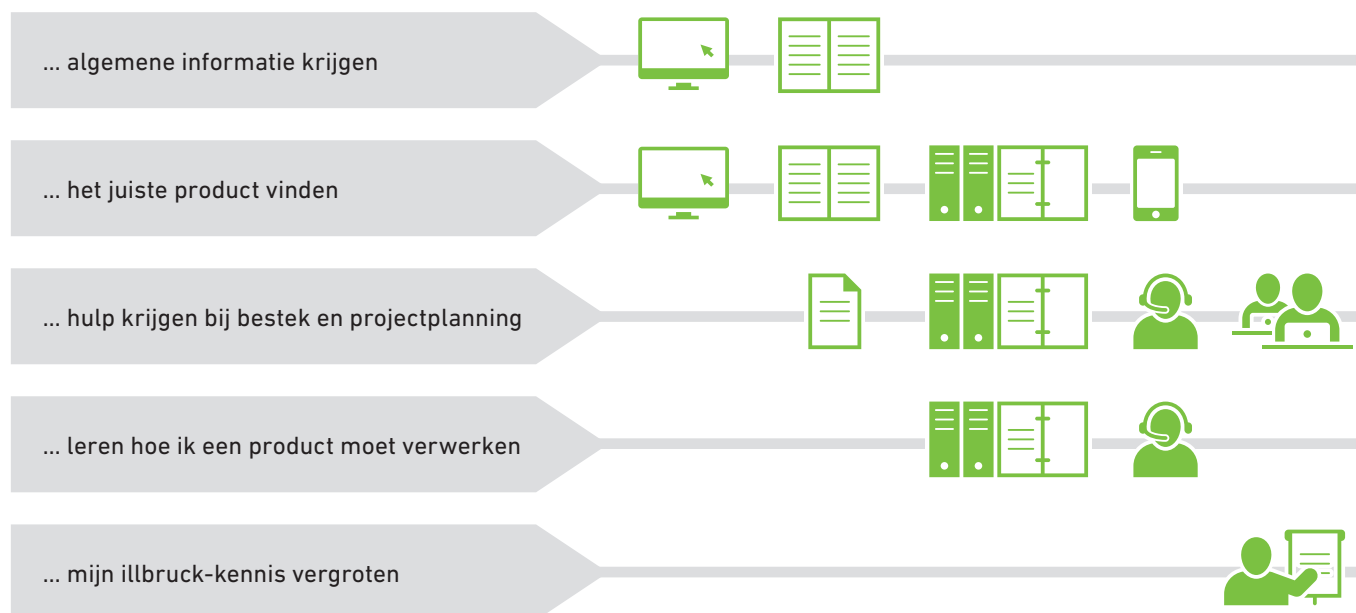 ... algemene informatie krijgen
... het juiste product vinden
... hulp krijgen bij bestek en projectplanning
... leren hoe ik een product moet verwerken
... mijn illbruck-kennis vergroten